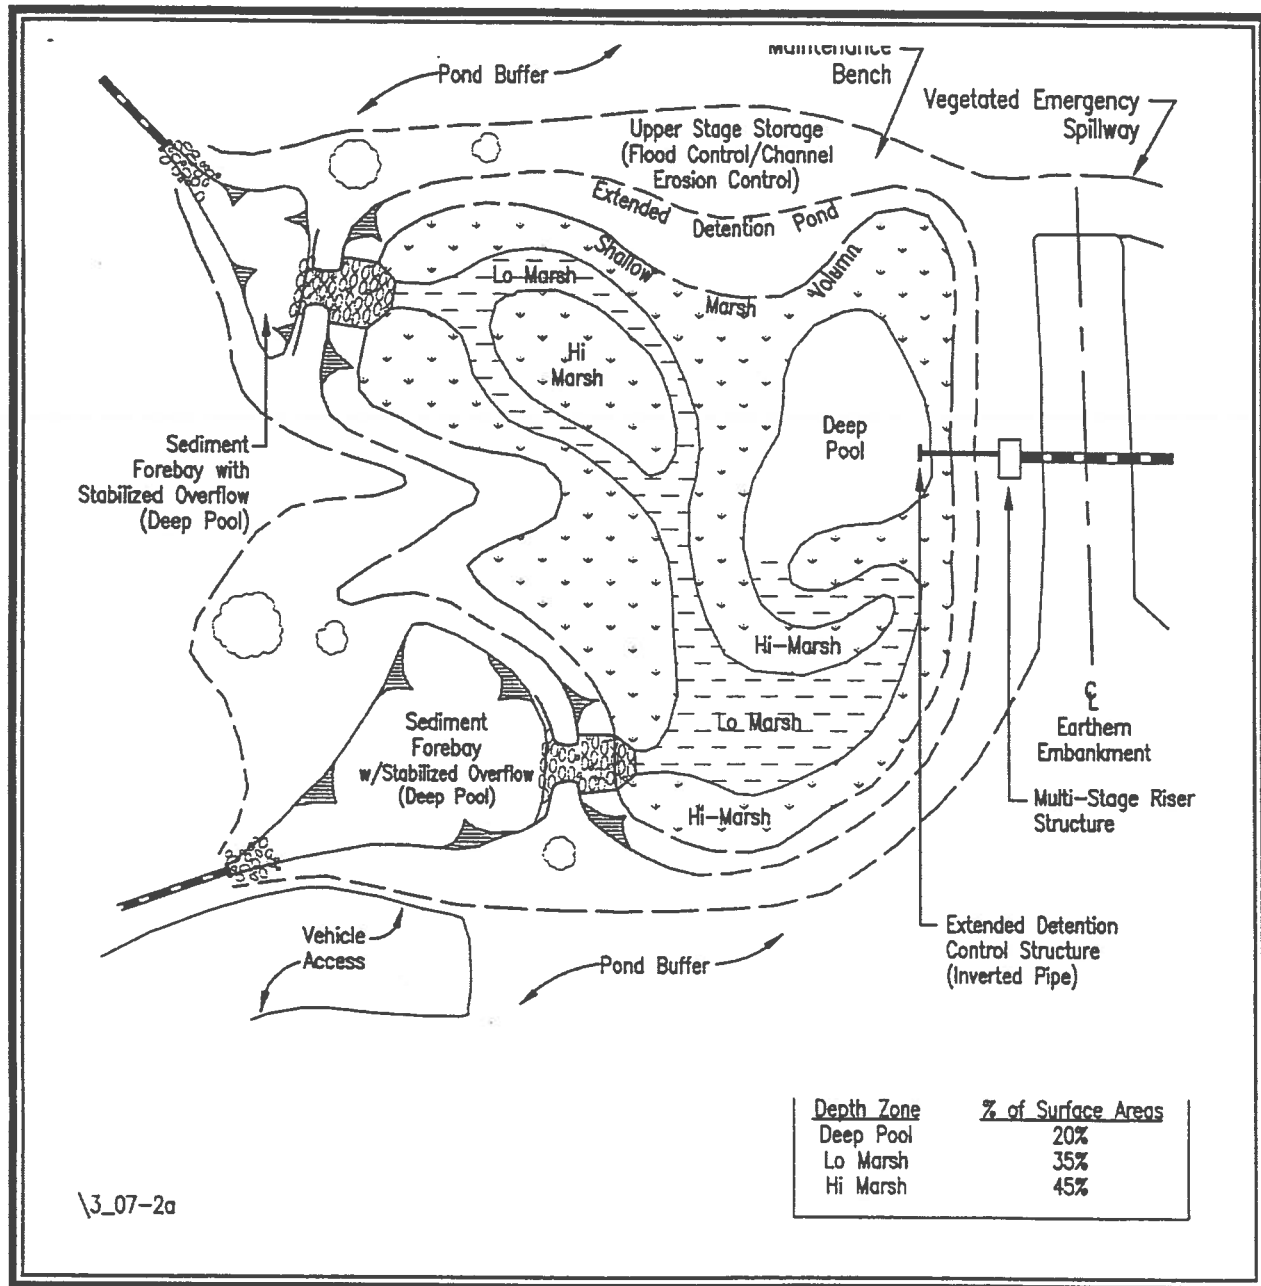 Pond Buffer
Maintenance
Bench
Vegetated Emergency
Spillway
Upper Stage Storage
(Flood Control/Channel
Erosion Control)
Extended Detention Pond
Shallow Marsh Volumn
Lo Marsh
Hi
Marsh
Deep
Pool
Sediment
Forebay with
Stabilized Overflow
(Deep Pool)
Hi-Marsh
Lo Marsh
Sediment
Forebay
w/Stabilized Overflow
(Deep Pool)
Hi-Marsh
CL
Earthern
Embankment
Multi-Stage Riser
Structure
Extended Detention
Control Structure
(Inverted Pipe)
Vehicle
Access
Pond Buffer
Depth Zone % of Surface Areas
Deep Pool 20%
Lo Marsh 35%
Hi Marsh 45%
\3_07-2a